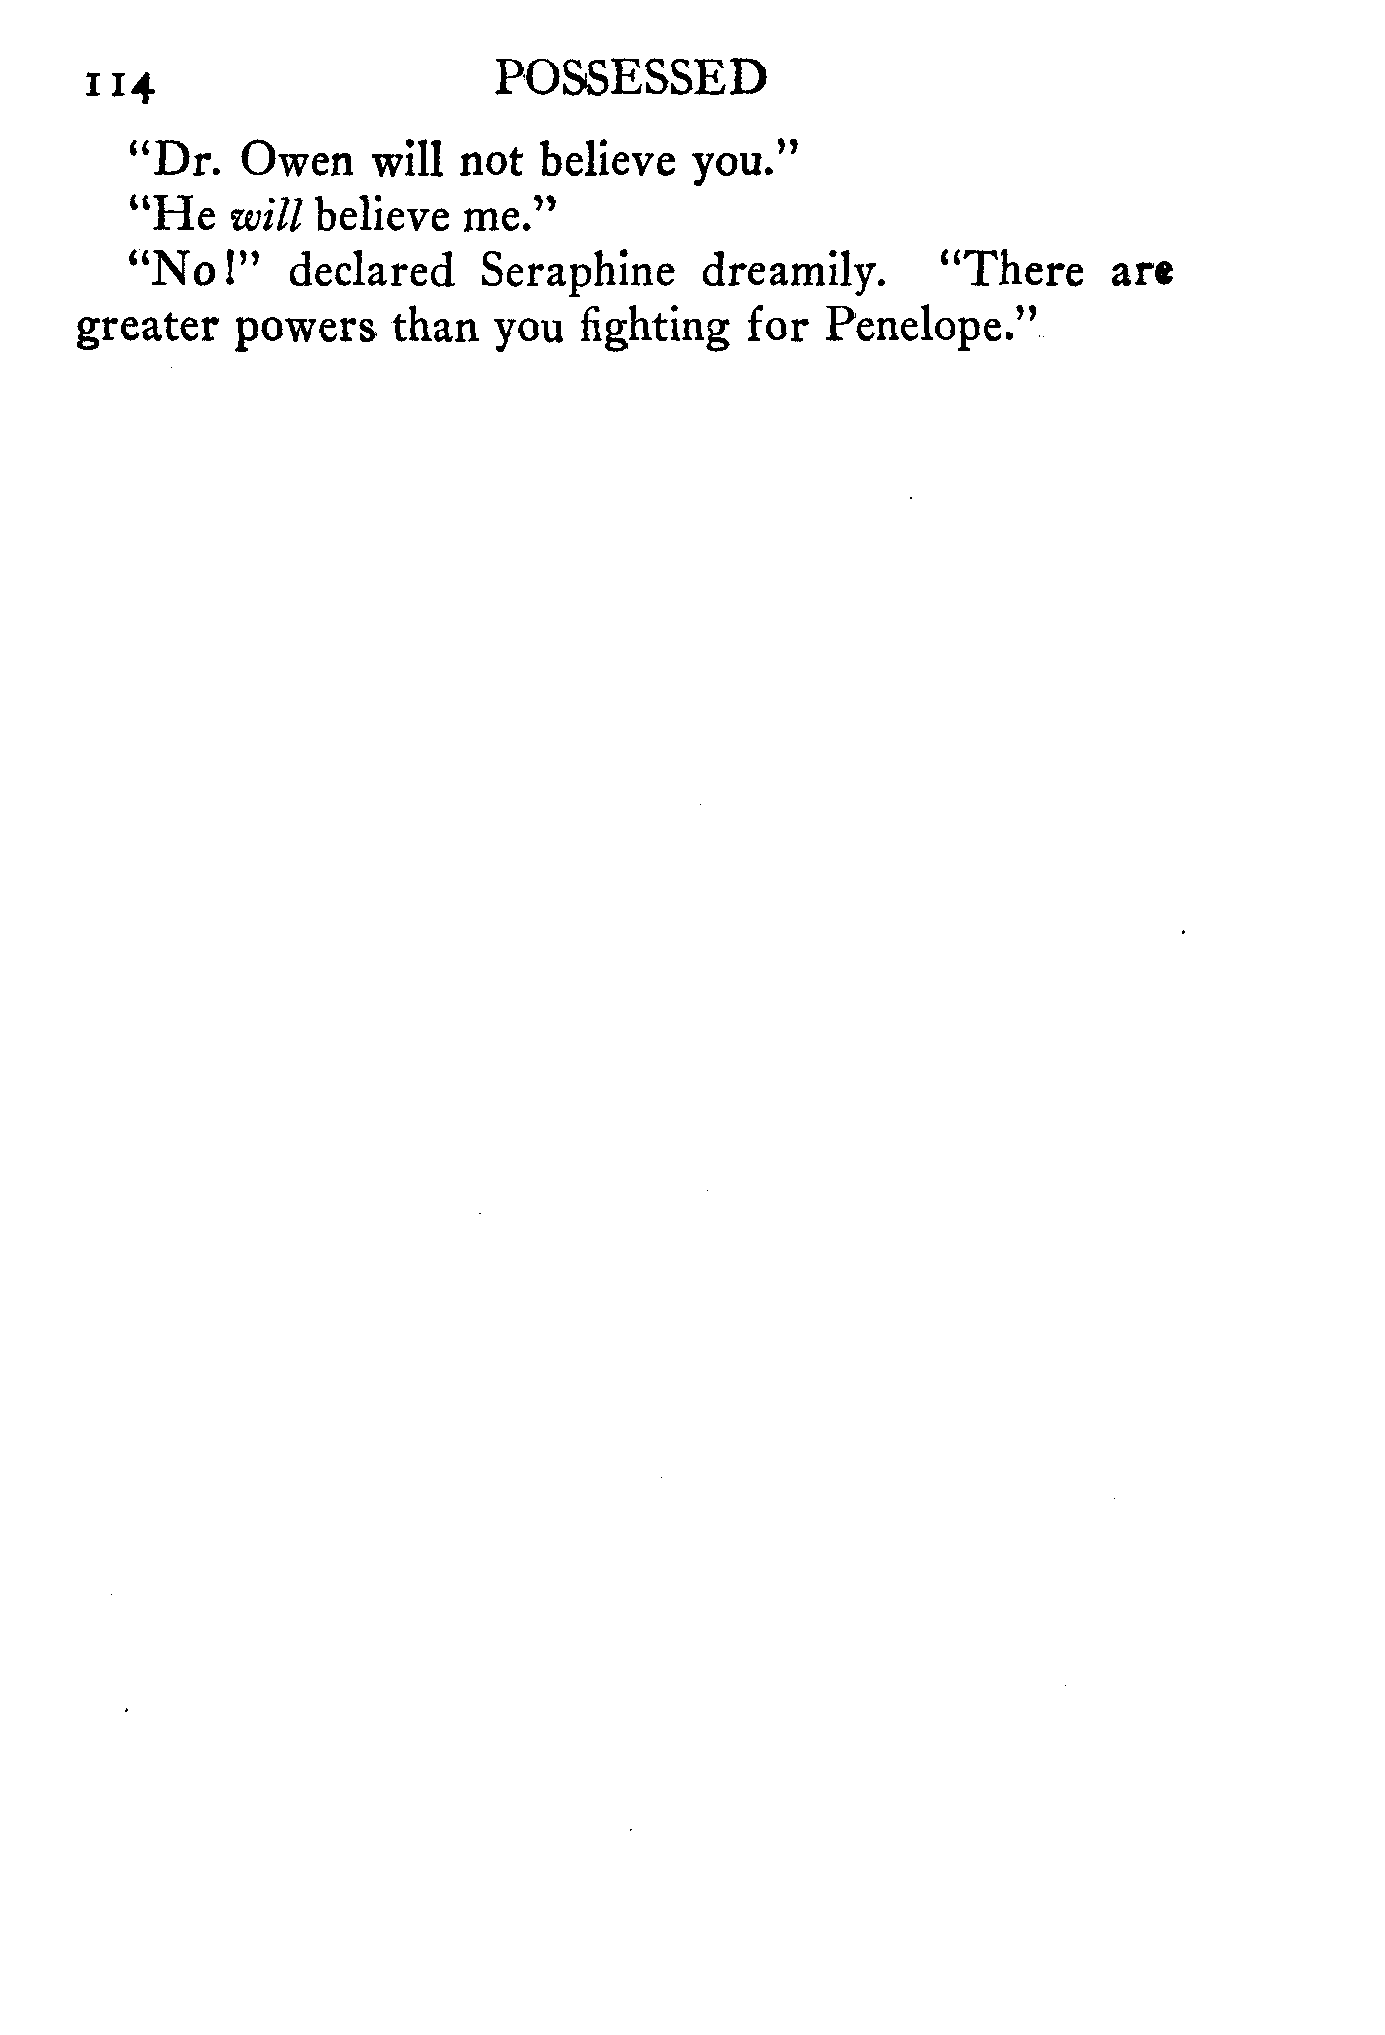 114 POSSESSED
“Dr. Owen will not believe you.”
“He will believe me.”
“No!” declared Seraphine dreamily. “There are
greater powers than you fighting for Penelope.”